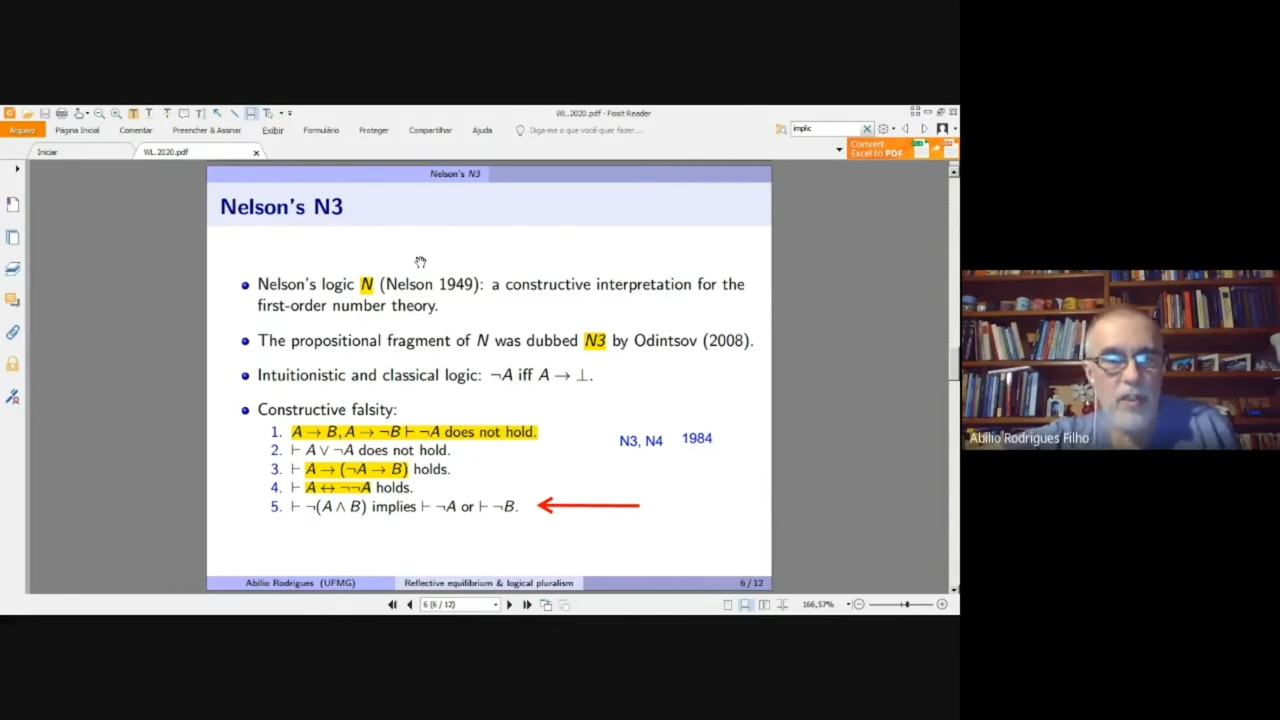 WL.2020.pdf - Foxit Reader
Arquivo Página Inicial Comentar Preencher & Assinar Exibir Formulário Proteger Compartilhar Ajuda Diga-me o que você quer fazer... implic
Iniciar WL.2020.pdf Convert Excel to PDF
Nelson's N3
Nelson's N3
Nelson's logic N (Nelson 1949): a constructive interpretation for the
first-order number theory.
The propositional fragment of N was dubbed N3 by Odintsov (2008).
Intuitionistic and classical logic: ¬A iff A → ⊥.
Constructive falsity:
1. A → B, A → ¬B ⊢ ¬A does not hold.
2. ⊢ A ∨ ¬A does not hold.
3. ⊢ A → (¬A → B) holds.
4. ⊢ A ↔ ¬¬A holds.
5. ⊢ ¬(A ∧ B) implies ⊢ ¬A or ⊢ ¬B.
N3, N4 1984
Abilio Rodrigues (UFMG) Reflective equilibrium & logical pluralism 6 / 12
6 (6 / 12) 166,57%
Abilio Rodrigues Filho